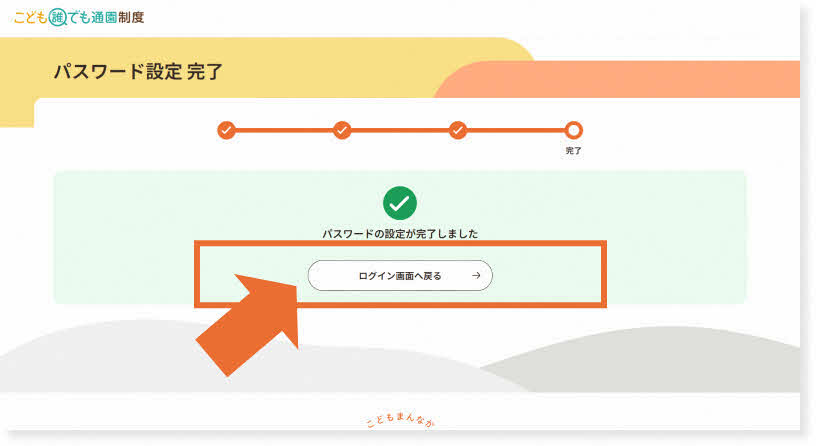 こども誰でも通園制度
パスワード設定 完了
完了
パスワードの設定が完了しました
ログイン画面へ戻る
こどもまんなか